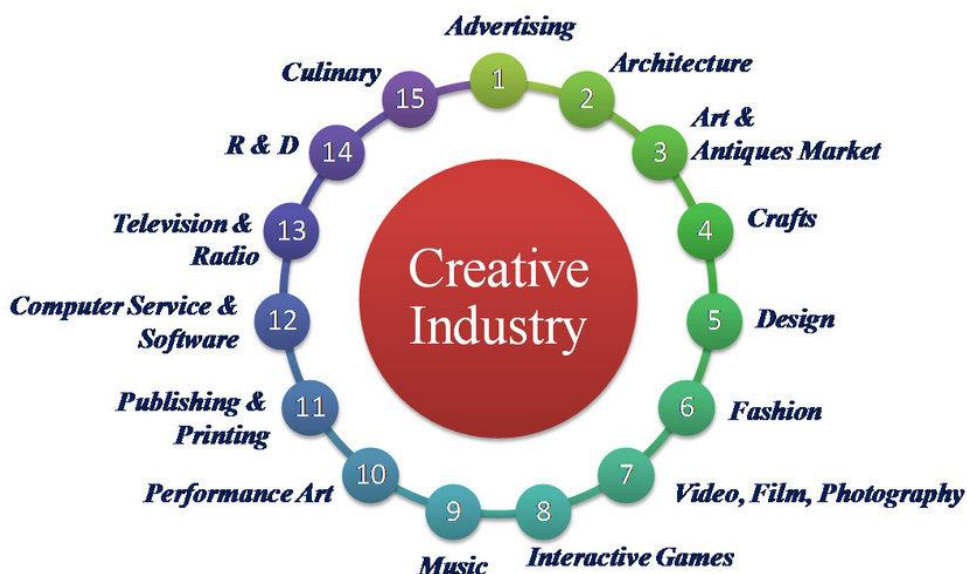 Creative
Industry
1
Advertising
2
Architecture
3
Art &
Antiques Market
4
Crafts
5
Design
6
Fashion
7
Video, Film, Photography
8
Interactive Games
9
Music
10
Performance Art
11
Publishing &
Printing
12
Computer Service &
Software
13
Television &
Radio
14
R & D
15
Culinary